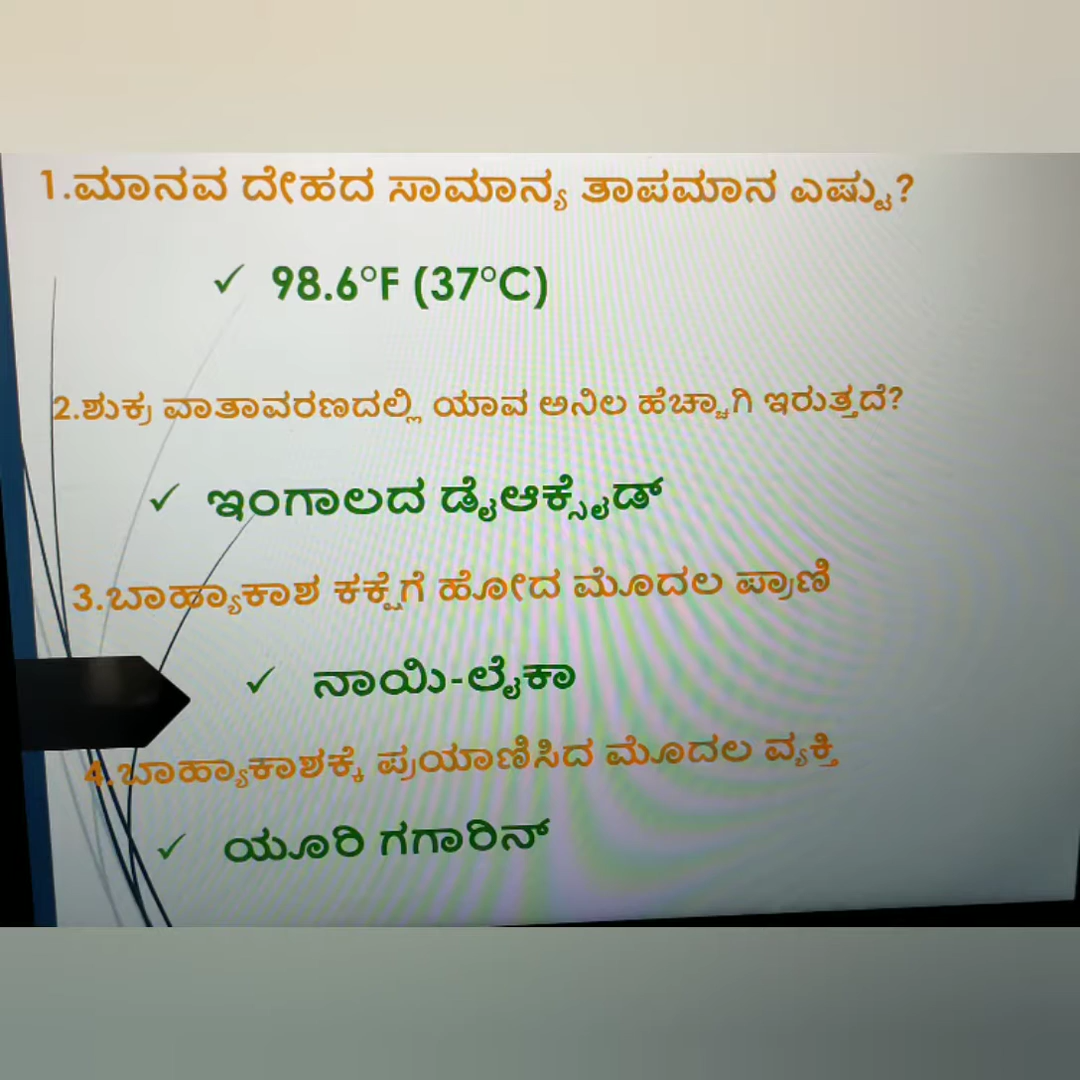 1.ಮಾನವ ದೇಹದ ಸಾಮಾನ್ಯ ತಾಪಮಾನ ಎಷ್ಟು?
✓ 98.6°F (37°C)
2.ಶುಕ್ರ ವಾತಾವರಣದಲ್ಲಿ ಯಾವ ಅನಿಲ ಹೆಚ್ಚಾಗಿ ಇರುತ್ತದೆ?
✓ ಇಂಗಾಲದ ಡೈಆಕ್ಸೈಡ್
3.ಬಾಹ್ಯಾಕಾಶ ಕಕ್ಷೆಗೆ ಹೋದ ಮೊದಲ ಪ್ರಾಣಿ
✓ ನಾಯಿ-ಲೈಕಾ
4.ಬಾಹ್ಯಾಕಾಶಕ್ಕೆ ಪ್ರಯಾಣಿಸಿದ ಮೊದಲ ವ್ಯಕ್ತಿ
✓ ಯೂರಿ ಗಗಾರಿನ್